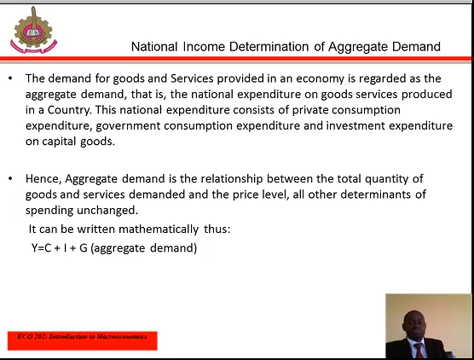 National Income Determination of Aggregate Demand
• The demand for goods and Services provided in an economy is regarded as the
aggregate demand, that is, the national expenditure on goods services produced
in a Country. This national expenditure consists of private consumption
expenditure, government consumption expenditure and investment expenditure
on capital goods.
• Hence, Aggregate demand is the relationship between the total quantity of
goods and services demanded and the price level, all other determinants of
spending unchanged.
It can be written mathematically thus:
Y=C + I + G (aggregate demand)
ECO 202: Introduction to Macroeconomics